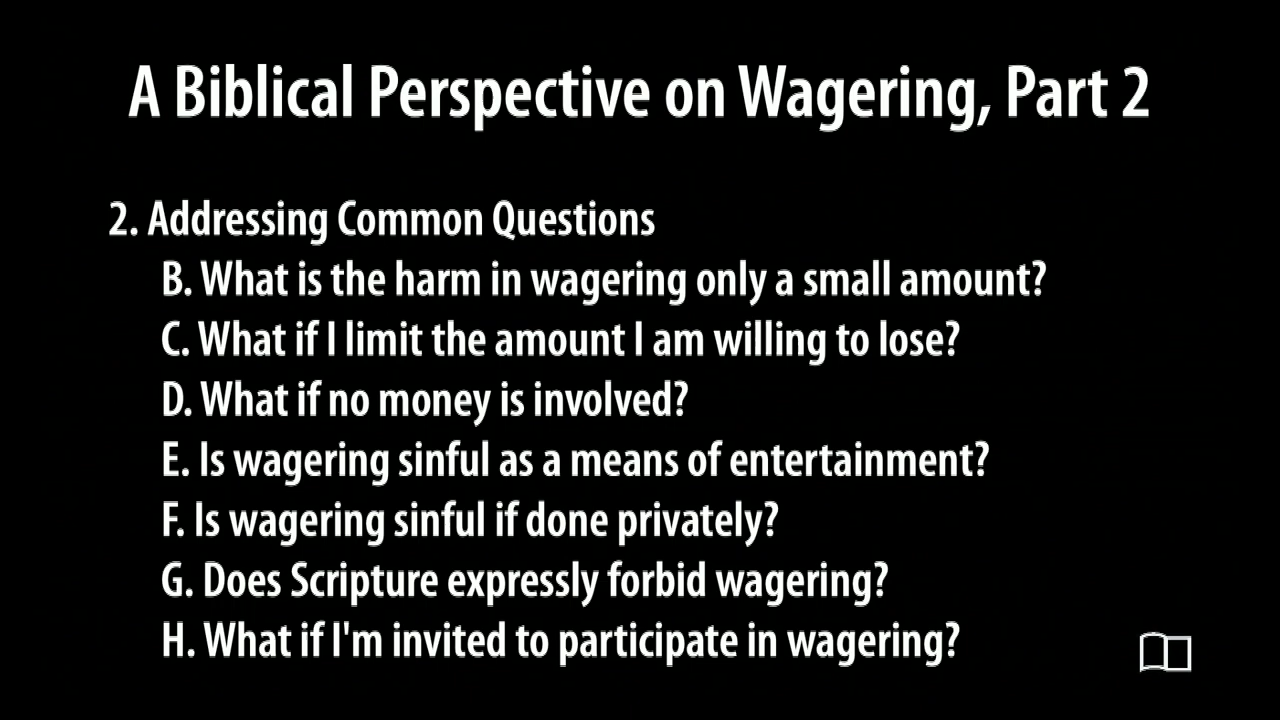 A Biblical Perspective on Wagering, Part 2
2. Addressing Common Questions
B. What is the harm in wagering only a small amount?
C. What if I limit the amount I am willing to lose?
D. What if no money is involved?
E. Is wagering sinful as a means of entertainment?
F. Is wagering sinful if done privately?
G. Does Scripture expressly forbid wagering?
H. What if I'm invited to participate in wagering?